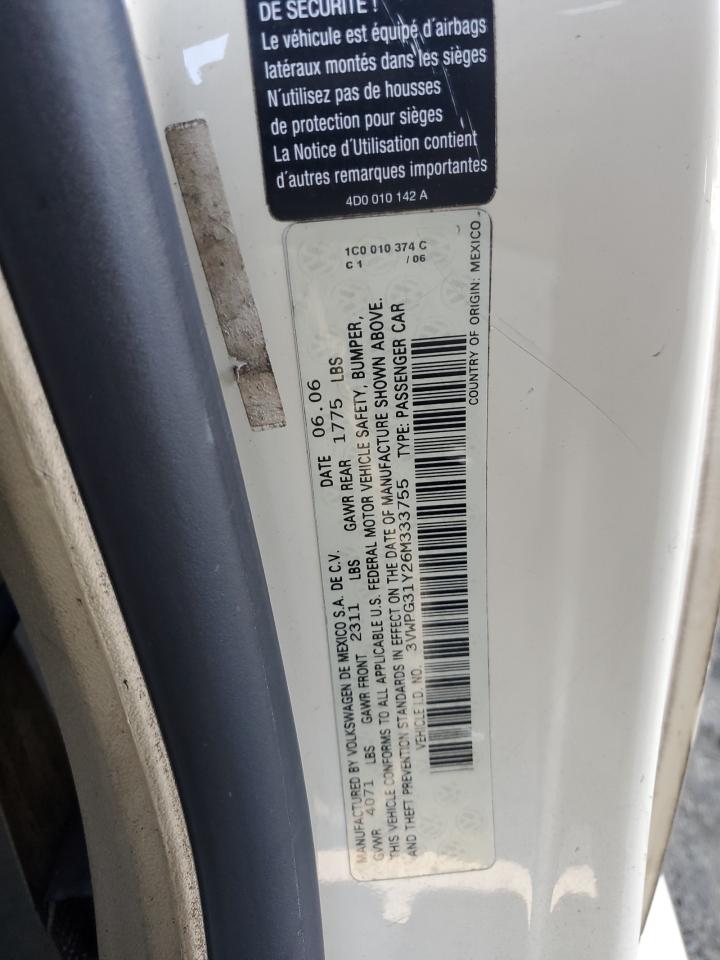 DE SÉCURITÉ !
Le véhicule est équipé d'airbags
latéraux montés dans les sièges
N'utilisez pas de housses
de protection pour sièges
La Notice d'Utilisation contient
d'autres remarques importantes
4D0 010 142 A
1C0 010 374 C
C 1 / 06
MANUFACTURED BY VOLKSWAGEN DE MEXICO S.A. DE C.V. DATE 06.06
GVWR 4071 LBS GAWR FRONT 2311 LBS GAWR REAR 1775 LBS
THIS VEHICLE CONFORMS TO ALL APPLICABLE U.S. FEDERAL MOTOR VEHICLE SAFETY, BUMPER,
AND THEFT PREVENTION STANDARDS IN EFFECT ON THE DATE OF MANUFACTURE SHOWN ABOVE.
VEHICLE I.D. NO. 3VWPG31Y26M333755 TYPE: PASSENGER CAR
COUNTRY OF ORIGIN: MEXICO